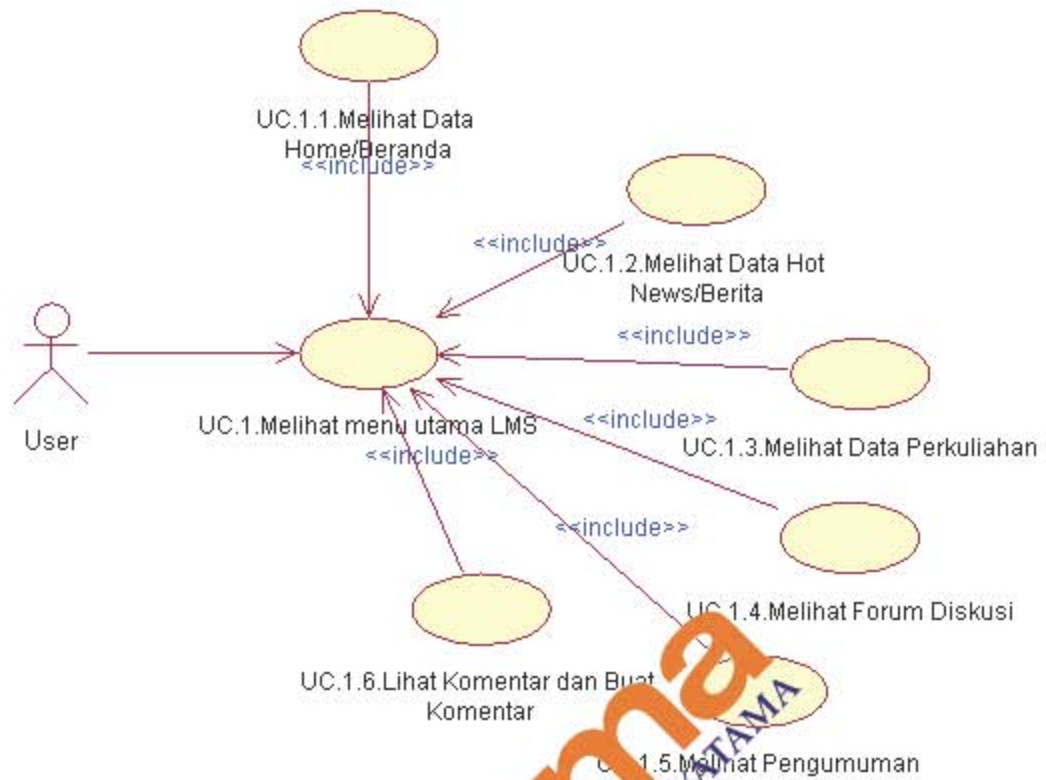 UC.1.1.Melihat Data
Home/Beranda
<<include>>
<<include>>
UC.1.2.Melihat Data Hot
News/Berita
<<include>>
User
UC.1.Melihat menu utama LMS
<<include>>
UC.1.3.Melihat Data Perkuliahan
<<include>>
<<include>>
UC.1.4.Melihat Forum Diskusi
UC.1.6.Lihat Komentar dan Buat
Komentar
1.5.Melihat Pengumuman